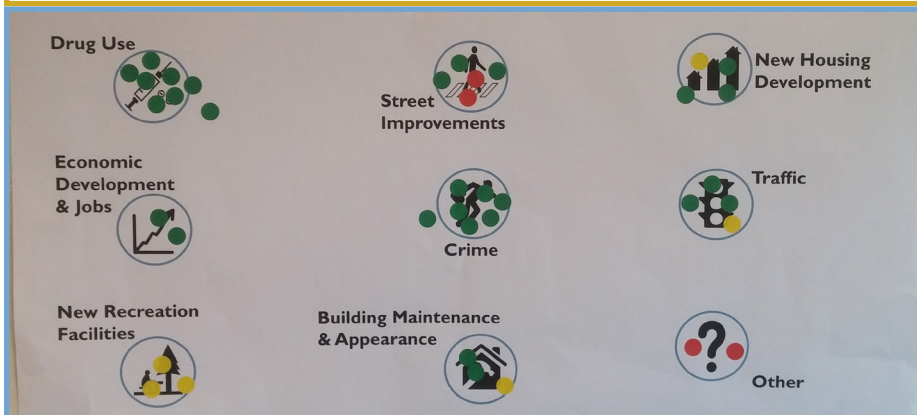 Drug Use
Street
Improvements
New Housing
Development
Economic
Development
& Jobs
Crime
Traffic
New Recreation
Facilities
Building Maintenance
& Appearance
?
Other